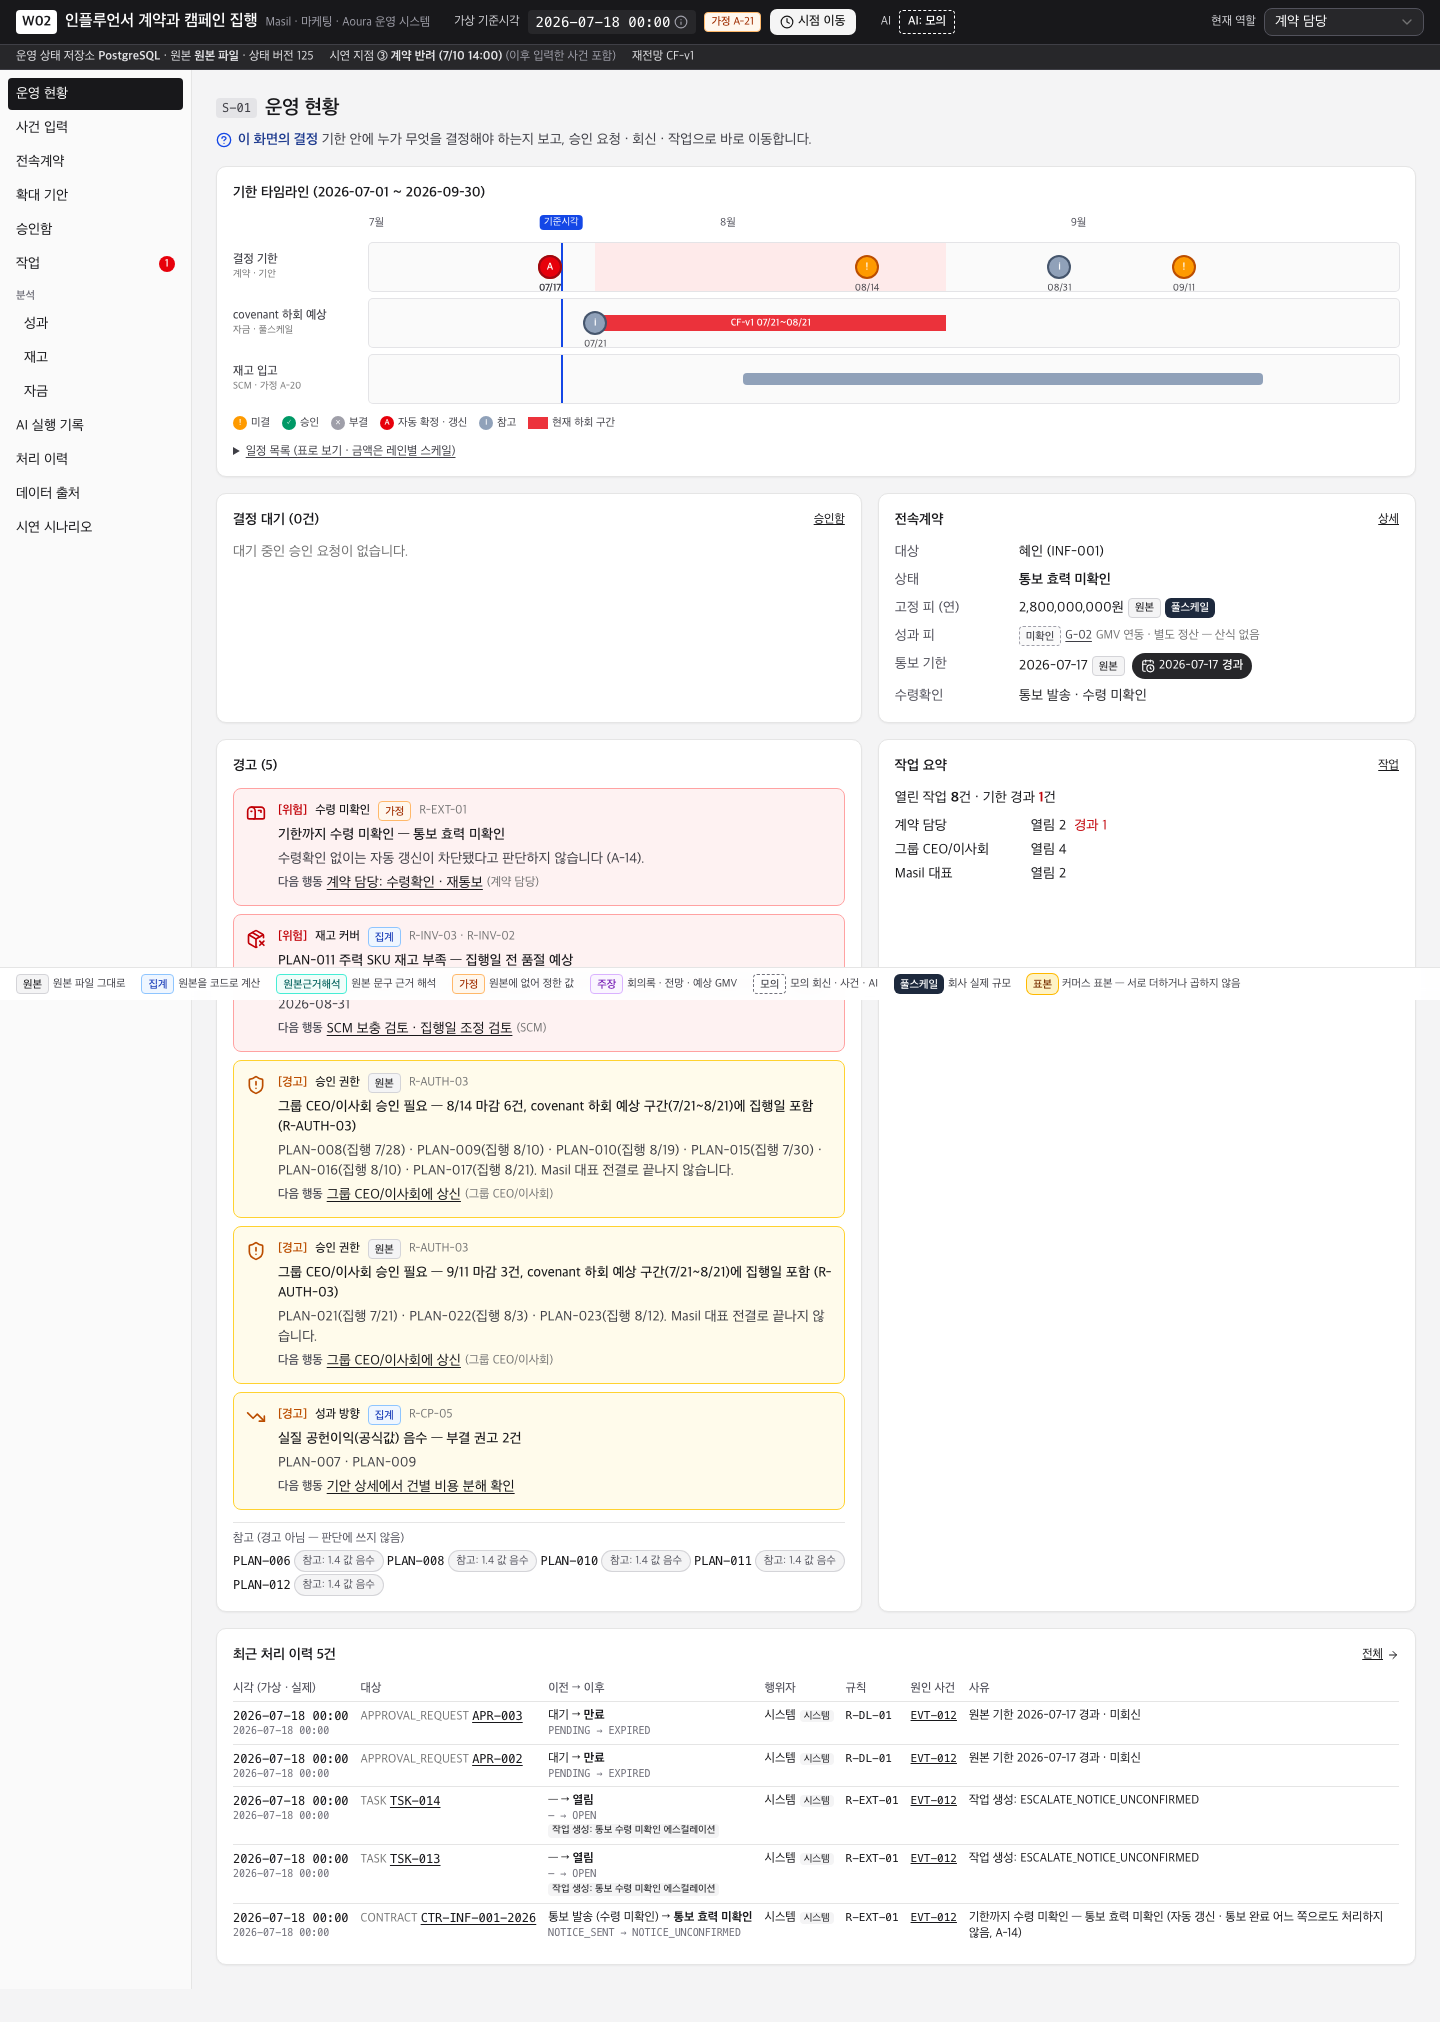 W02 인플루언서 계약과 캠페인 집행 Masil · 마케팅 · Aoura 운영 시스템 가상 기준시각 2026-07-18 00:00 가정 A-21 시점 이동 AI AI: 모의 현재 역할 계약 담당
운영 상태 저장소 PostgreSQL · 원본 원본 파일 · 상태 버전 125 시연 지점 ③ 계약 반려 (7/10 14:00) (이후 입력한 사건 포함) 재전망 CF-v1
운영 현황
사건 입력
전속계약
확대 기안
승인함
작업 1
분석
성과
재고
자금
AI 실행 기록
처리 이력
데이터 출처
시연 시나리오
S-01 운영 현황
이 화면의 결정 기한 안에 누가 무엇을 결정해야 하는지 보고, 승인 요청 · 회신 · 작업으로 바로 이동합니다.
기한 타임라인 (2026-07-01 ~ 2026-09-30)
7월 기준시각 8월 9월
결정 기한
계약 · 기안
A ! i !
07/17 08/14 08/31 09/11
covenant 하회 예상
자금 · 풀스케일
i CF-v1 07/21~08/21
07/21
재고 입고
SCM · 가정 A-20
! 미결 ✓ 승인 × 부결 A 자동 확정 · 갱신 i 참고 현재 하회 구간
▶ 일정 목록 (표로 보기 · 금액은 레인별 스케일)
결정 대기 (0건) 승인함
대기 중인 승인 요청이 없습니다.
전속계약 상세
대상 혜인 (INF-001)
상태 통보 효력 미확인
고정 피 (연) 2,800,000,000원 원본 풀스케일
성과 피 미확인 G-02 GMV 연동 · 별도 정산 — 산식 없음
통보 기한 2026-07-17 원본 2026-07-17 경과
수령확인 통보 발송 · 수령 미확인
경고 (5)
[위험] 수령 미확인 가정 R-EXT-01
기한까지 수령 미확인 — 통보 효력 미확인
수령확인 없이는 자동 갱신이 차단됐다고 판단하지 않습니다 (A-14).
다음 행동 계약 담당: 수령확인 · 재통보 (계약 담당)
[위험] 재고 커버 집계 R-INV-03 · R-INV-02
PLAN-011 주력 SKU 재고 부족 — 집행일 전 품절 예상
2026-08-31
다음 행동 SCM 보충 검토 · 집행일 조정 검토 (SCM)
[경고] 승인 권한 원본 R-AUTH-03
그룹 CEO/이사회 승인 필요 — 8/14 마감 6건, covenant 하회 예상 구간(7/21~8/21)에 집행일 포함
(R-AUTH-03)
PLAN-008(집행 7/28) · PLAN-009(집행 8/10) · PLAN-010(집행 8/19) · PLAN-015(집행 7/30) ·
PLAN-016(집행 8/10) · PLAN-017(집행 8/21). Masil 대표 전결로 끝나지 않습니다.
다음 행동 그룹 CEO/이사회에 상신 (그룹 CEO/이사회)
[경고] 승인 권한 원본 R-AUTH-03
그룹 CEO/이사회 승인 필요 — 9/11 마감 3건, covenant 하회 예상 구간(7/21~8/21)에 집행일 포함 (R-
AUTH-03)
PLAN-021(집행 7/21) · PLAN-022(집행 8/3) · PLAN-023(집행 8/12). Masil 대표 전결로 끝나지 않
습니다.
다음 행동 그룹 CEO/이사회에 상신 (그룹 CEO/이사회)
[경고] 성과 방향 집계 R-CP-05
실질 공헌이익(공식값) 음수 — 부결 권고 2건
PLAN-007 · PLAN-009
다음 행동 기안 상세에서 건별 비용 분해 확인
참고 (경고 아님 — 판단에 쓰지 않음)
PLAN-006 참고: 1.4 값 음수 PLAN-008 참고: 1.4 값 음수 PLAN-010 참고: 1.4 값 음수 PLAN-011 참고: 1.4 값 음수
PLAN-012 참고: 1.4 값 음수
작업 요약 작업
열린 작업 8건 · 기한 경과 1건
계약 담당 열림 2 경과 1
그룹 CEO/이사회 열림 4
Masil 대표 열림 2
원본 원본 파일 그대로 집계 원본을 코드로 계산 원본근거해석 원본 문구 근거 해석 가정 원본에 없어 정한 값 주장 회의록 · 전망 · 예상 GMV 모의 모의 회신 · 사건 · AI 풀스케일 회사 실제 규모 표본 커머스 표본 — 서로 더하거나 곱하지 않음
최근 처리 이력 5건 전체 →
시각 (가상 · 실제) 대상 이전 → 이후 행위자 규칙 원인 사건 사유
2026-07-18 00:00 APPROVAL_REQUEST APR-003 대기 → 만료 시스템 시스템 R-DL-01 EVT-012 원본 기한 2026-07-17 경과 · 미회신
2026-07-18 00:00 PENDING → EXPIRED
2026-07-18 00:00 APPROVAL_REQUEST APR-002 대기 → 만료 시스템 시스템 R-DL-01 EVT-012 원본 기한 2026-07-17 경과 · 미회신
2026-07-18 00:00 PENDING → EXPIRED
2026-07-18 00:00 TASK TSK-014 — → 열림 시스템 시스템 R-EXT-01 EVT-012 작업 생성: ESCALATE_NOTICE_UNCONFIRMED
2026-07-18 00:00 — → OPEN
작업 생성: 통보 수령 미확인 에스컬레이션
2026-07-18 00:00 TASK TSK-013 — → 열림 시스템 시스템 R-EXT-01 EVT-012 작업 생성: ESCALATE_NOTICE_UNCONFIRMED
2026-07-18 00:00 — → OPEN
작업 생성: 통보 수령 미확인 에스컬레이션
2026-07-18 00:00 CONTRACT CTR-INF-001-2026 통보 발송 (수령 미확인) → 통보 효력 미확인 시스템 시스템 R-EXT-01 EVT-012 기한까지 수령 미확인 — 통보 효력 미확인 (자동 갱신 · 통보 완료 어느 쪽으로도 처리하지
2026-07-18 00:00 NOTICE_SENT → NOTICE_UNCONFIRMED 않음, A-14)